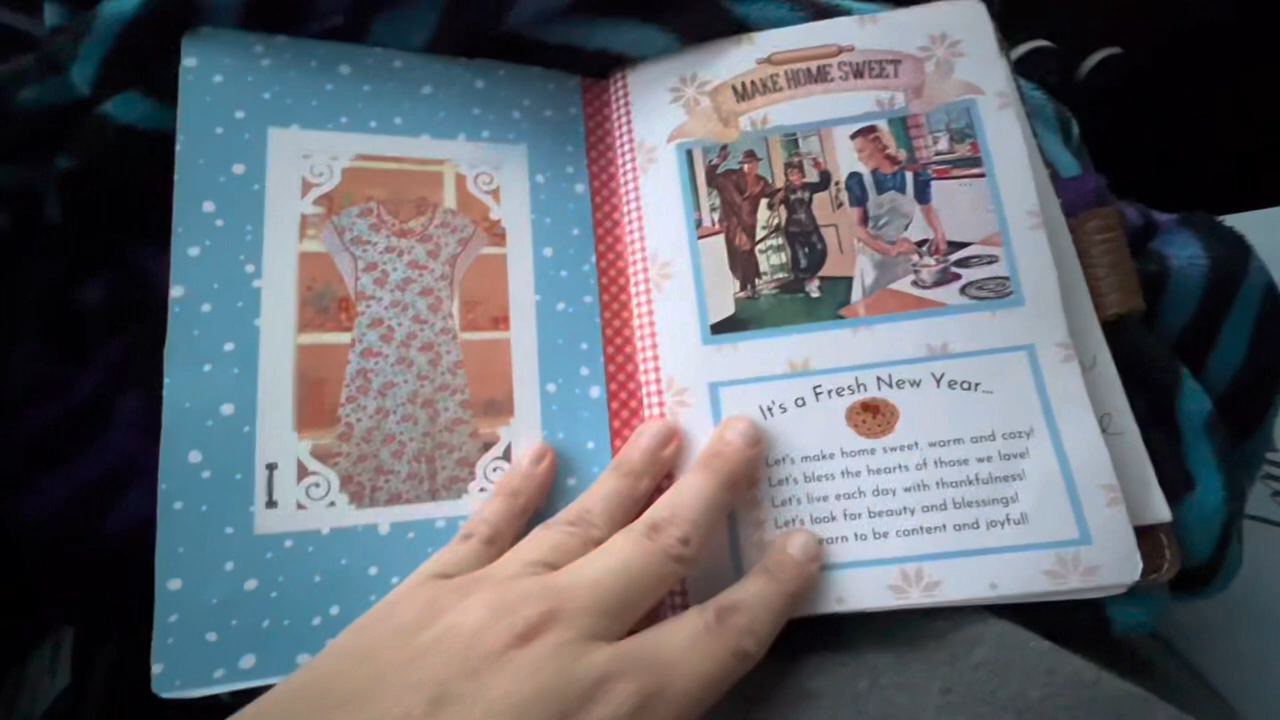 I
MAKE HOME SWEET
It's a Fresh New Year...
Let's make home sweet, warm and cozy!
Let's bless the hearts of those we love!
Let's live each day with thankfulness!
Let's look for beauty and blessings!
earn to be content and joyful!